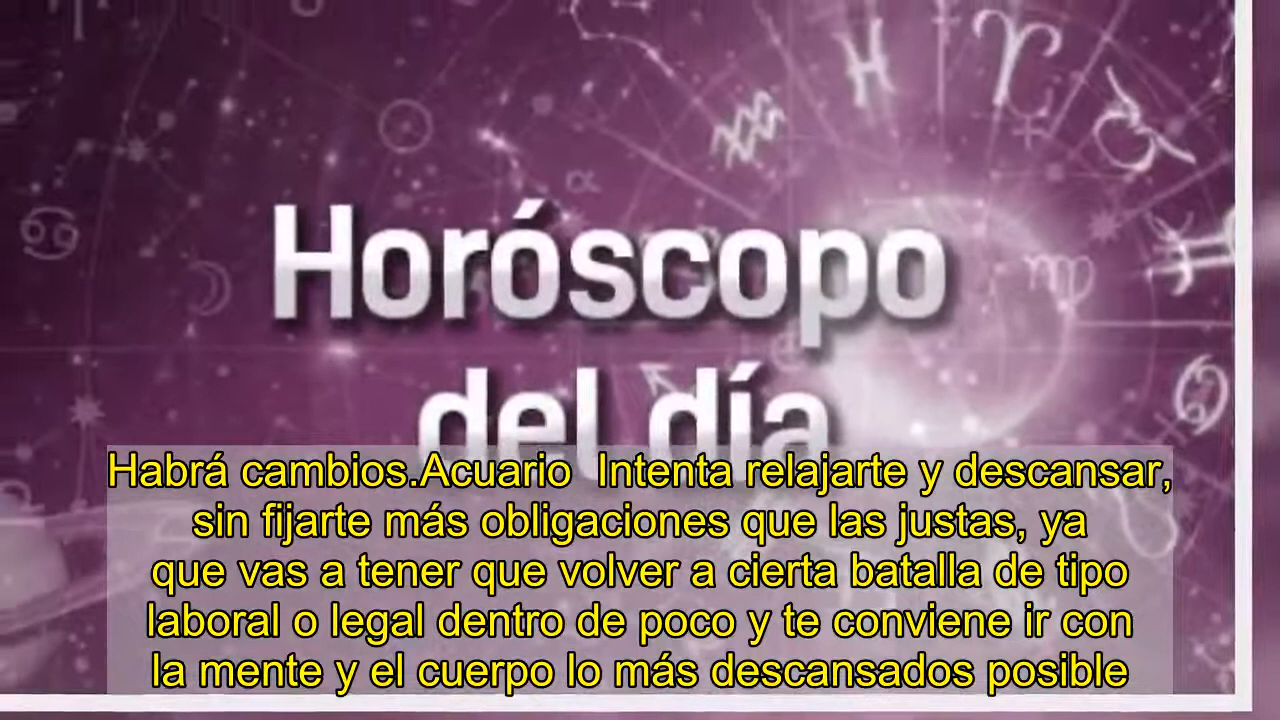 Horóscopo
del día
Habrá cambios.Acuario  Intenta relajarte y descansar,
sin fijarte más obligaciones que las justas, ya
que vas a tener que volver a cierta batalla de tipo
laboral o legal dentro de poco y te conviene ir con
la mente y el cuerpo lo más descansados posible